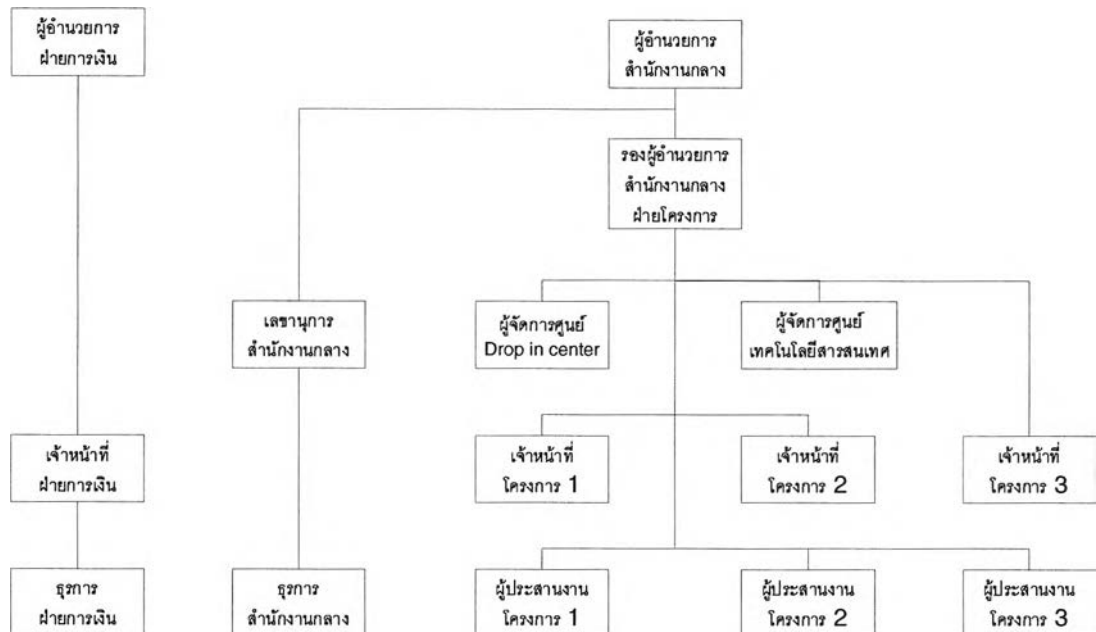 ผู้อำนวยการ
ฝ่ายการเงิน
ผู้อำนวยการ
สำนักงานกลาง
รองผู้อำนวยการ
สำนักงานกลาง
ฝ่ายโครงการ
เลขานุการ
สำนักงานกลาง
ผู้จัดการศูนย์
Drop in center
ผู้จัดการศูนย์
เทคโนโลยีสารสนเทศ
เจ้าหน้าที่
ฝ่ายการเงิน
เจ้าหน้าที่
โครงการ 1
เจ้าหน้าที่
โครงการ 2
เจ้าหน้าที่
โครงการ 3
ธุรการ
ฝ่ายการเงิน
ธุรการ
สำนักงานกลาง
ผู้ประสานงาน
โครงการ 1
ผู้ประสานงาน
โครงการ 2
ผู้ประสานงาน
โครงการ 3